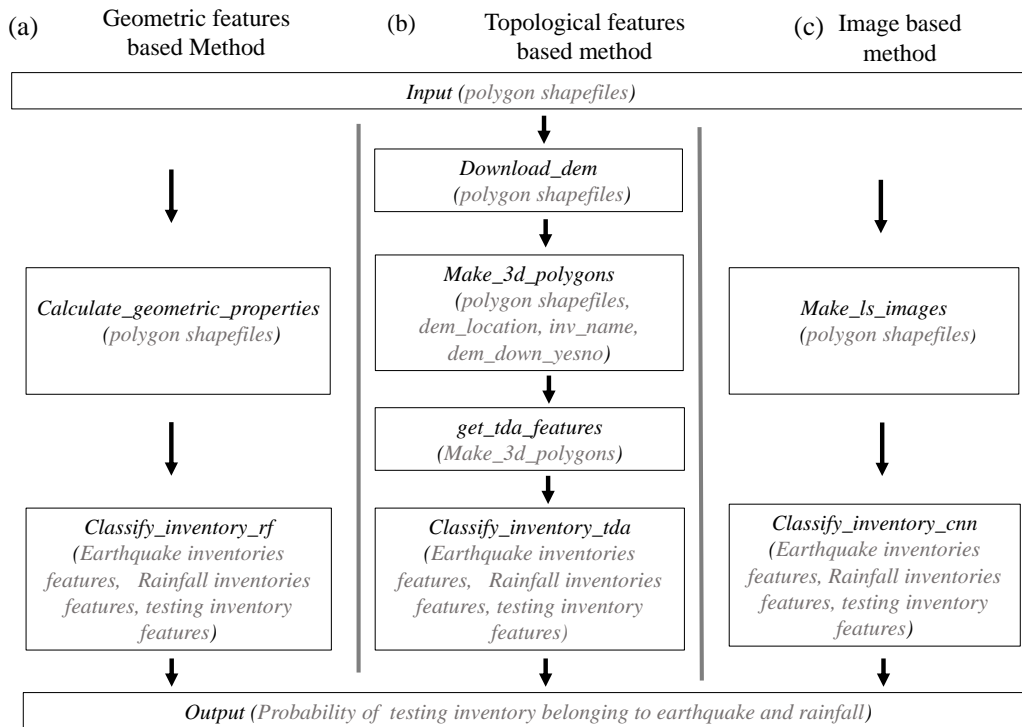 (a)
Geometric features
based Method
(b)
Topological features
based method
(c)
Image based
method
Input (polygon shapefiles)
Calculate_geometric_properties
(polygon shapefiles)
Classify_inventory_rf
(Earthquake inventories
features, Rainfall inventories
features, testing inventory
features)
Download_dem
(polygon shapefiles)
Make_3d_polygons
(polygon shapefiles,
dem_location, inv_name,
dem_down_yesno)
get_tda_features
(Make_3d_polygons)
Classify_inventory_tda
(Earthquake inventories
features, Rainfall inventories
features, testing inventory
features)
Make_ls_images
(polygon shapefiles)
Classify_inventory_cnn
(Earthquake inventories
features, Rainfall inventories
features, testing inventory
features)
Output (Probability of testing inventory belonging to earthquake and rainfall)